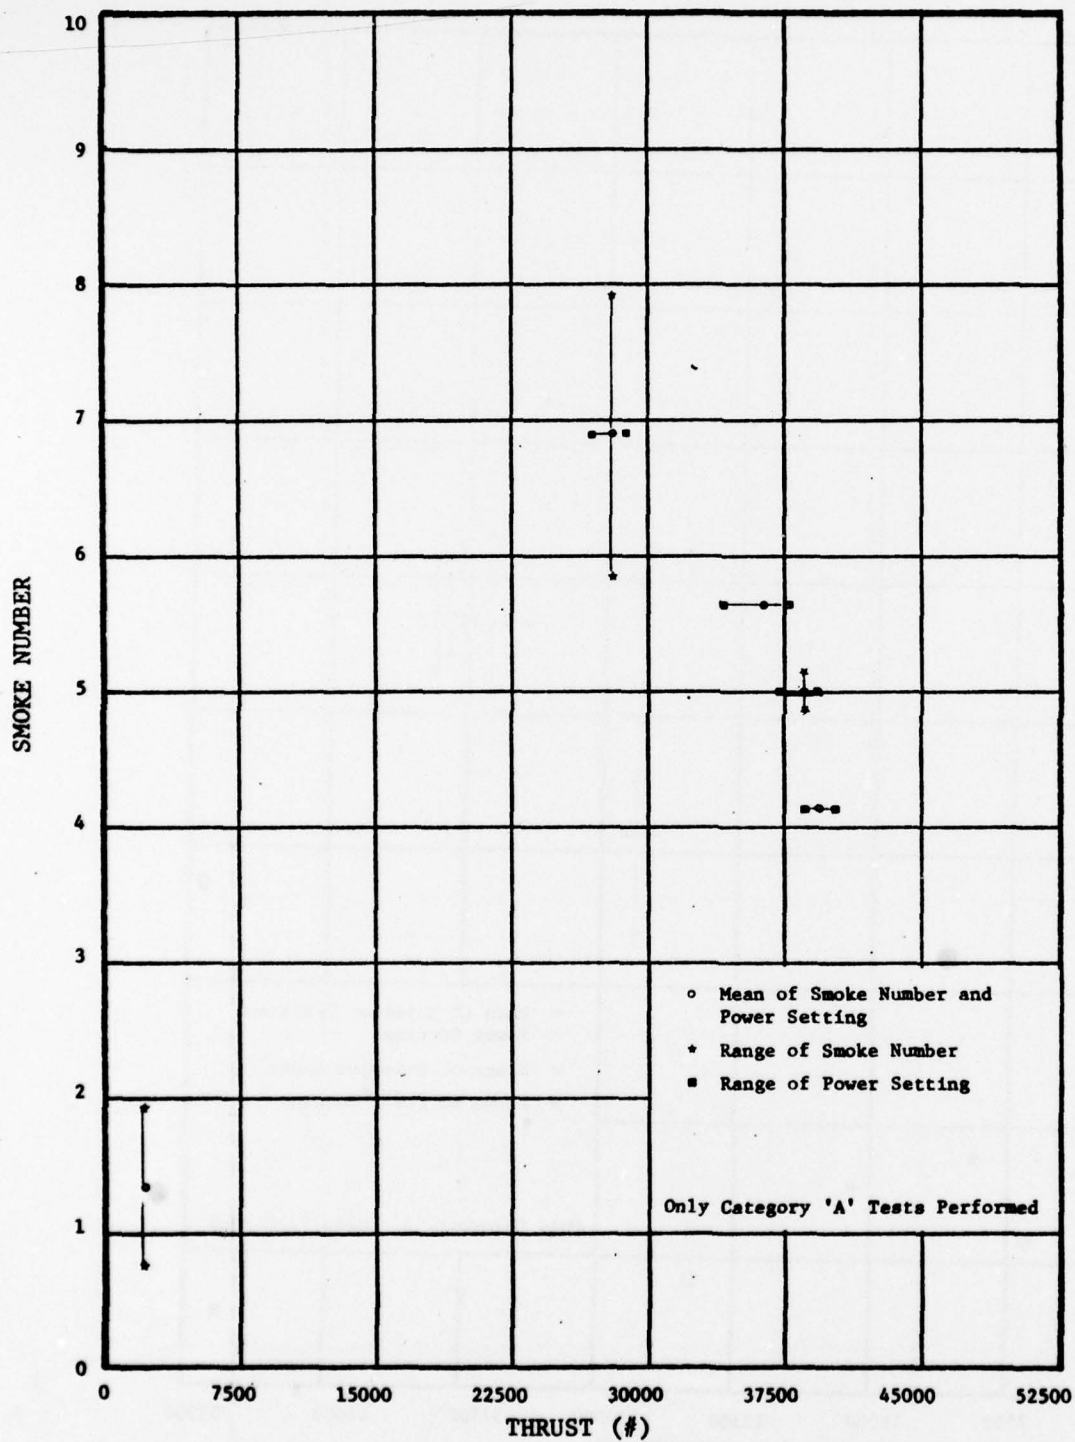 10
9
8
7
6
5
4
3
2
1
0
SMOKE NUMBER
○ Mean of Smoke Number and
Power Setting
★ Range of Smoke Number
■ Range of Power Setting
Only Category 'A' Tests Performed
0 7500 15000 22500 30000 37500 45000 52500
THRUST (#)